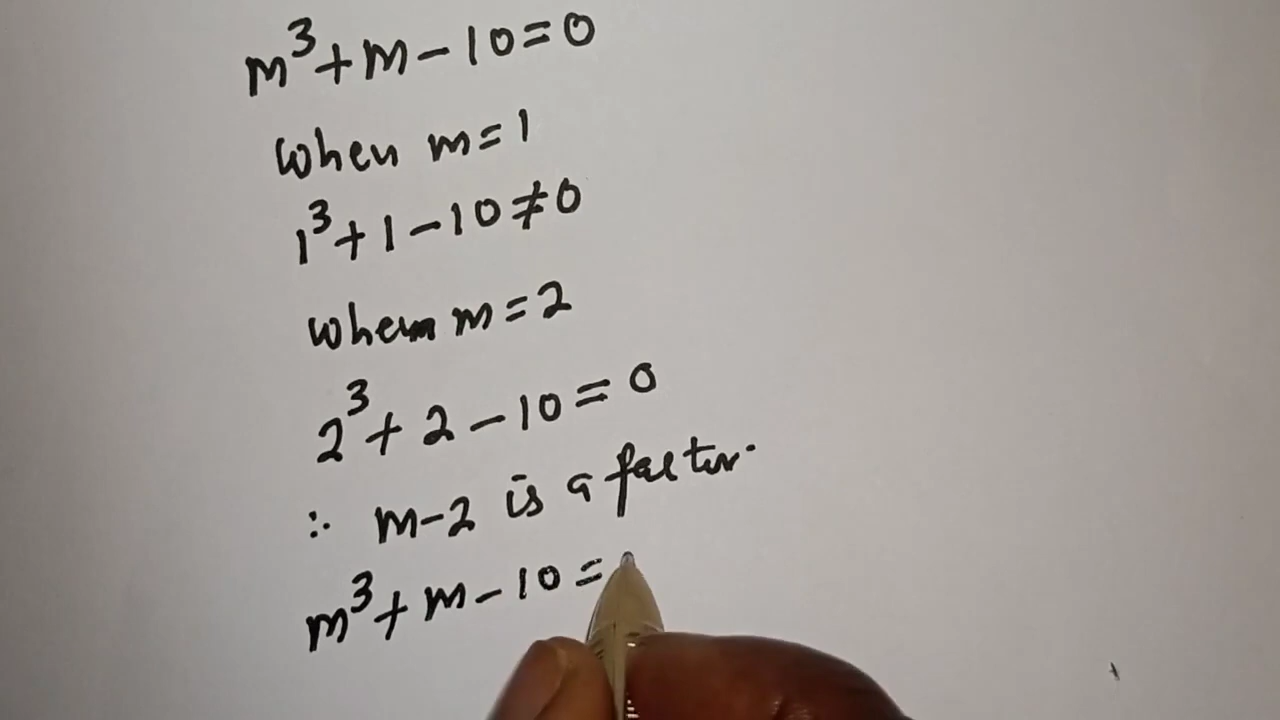 m³+m-10=0
when m=1
1³+1-10≠0
when m=2
2³+2-10=0
∴ m-2 is a factor.
m³+m-10=